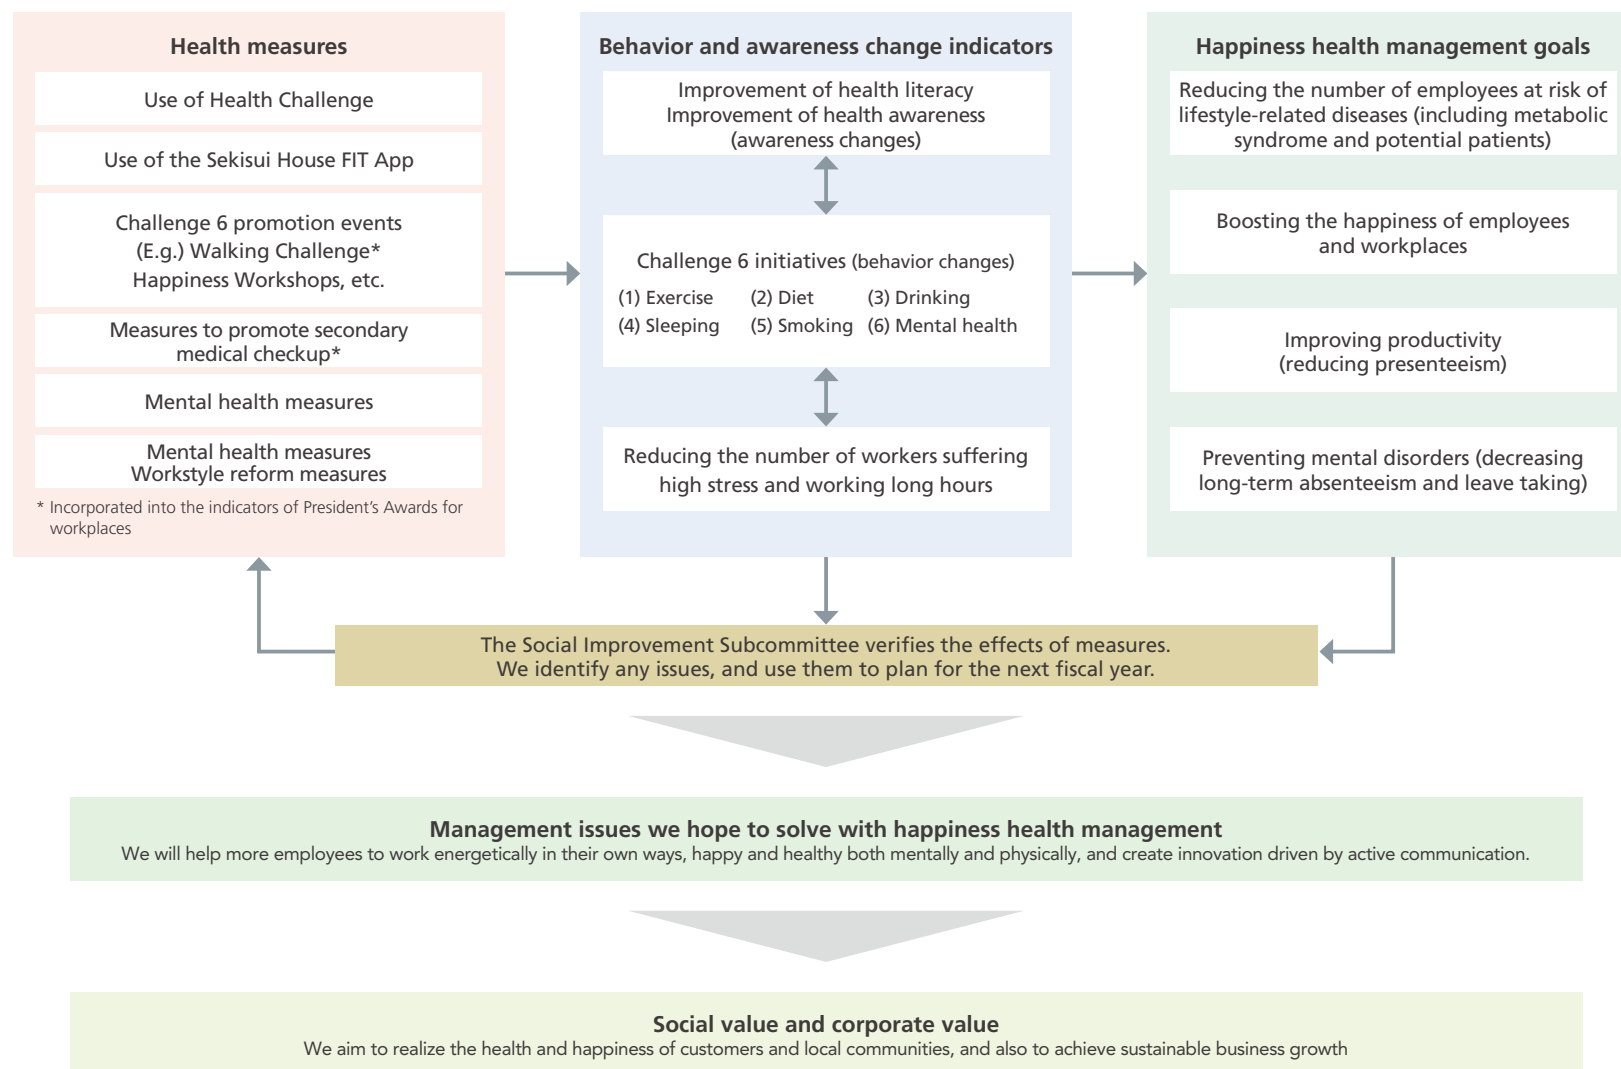 Health measures
Use of Health Challenge
Use of the Sekisui House FIT App
Challenge 6 promotion events
(E.g.) Walking Challenge*
Happiness Workshops, etc.
Measures to promote secondary
medical checkup*
Mental health measures
Mental health measures
Workstyle reform measures
* Incorporated into the indicators of President's Awards for
workplaces
Behavior and awareness change indicators
Improvement of health literacy
Improvement of health awareness
(awareness changes)
Challenge 6 initiatives (behavior changes)
(1) Exercise (2) Diet (3) Drinking
(4) Sleeping (5) Smoking (6) Mental health
Reducing the number of workers suffering
high stress and working long hours
Happiness health management goals
Reducing the number of employees at risk of
lifestyle-related diseases (including metabolic
syndrome and potential patients)
Boosting the happiness of employees
and workplaces
Improving productivity
(reducing presenteeism)
Preventing mental disorders (decreasing
long-term absenteeism and leave taking)
The Social Improvement Subcommittee verifies the effects of measures.
We identify any issues, and use them to plan for the next fiscal year.
Management issues we hope to solve with happiness health management
We will help more employees to work energetically in their own ways, happy and healthy both mentally and physically, and create innovation driven by active communication.
Social value and corporate value
We aim to realize the health and happiness of customers and local communities, and also to achieve sustainable business growth